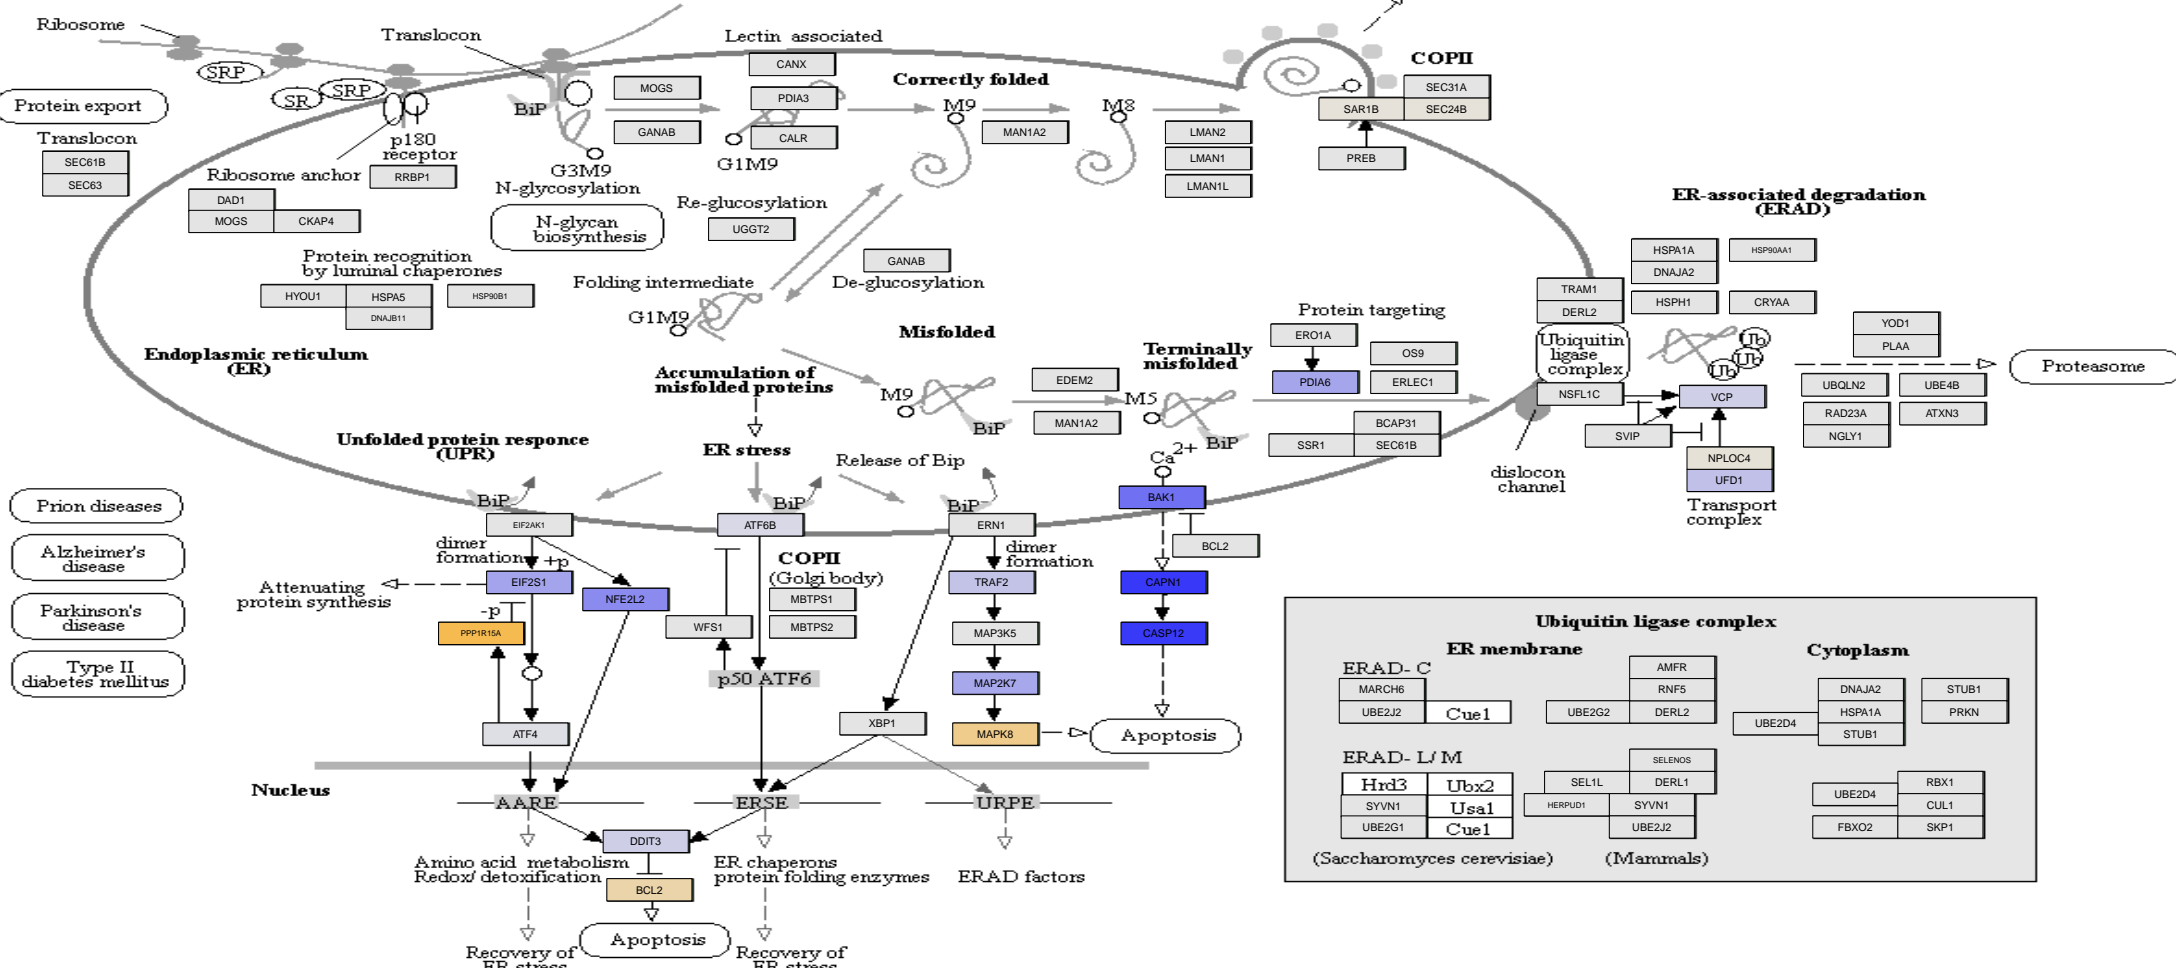 Ribosome
SRP
SR
SRP
Protein export
Translocon
SEC61B
SEC63
Translocon
BiP
p180
receptor
RRBP1
Ribosome anchor
DAD1
MOGS
CKAP4
G3M9
N-glycosylation
N-glycan
biosynthesis
MOGS
GANAB
Lectin associated
CANX
PDIA3
CALR
G1M9
Correctly folded
M9
MAN1A2
M8
LMAN2
LMAN1
LMAN1L
COPII
SEC31A
SAR1B
SEC24B
PREB
Re-glucosylation
UGGT2
GANAB
De-glucosylation
Protein recognition
by luminal chaperones
HYOU1
HSPA5
HSP90B1
DNAJB11
Folding intermediate
G1M9
Endoplasmic reticulum
(ER)
Misfolded
Accumulation of
misfolded proteins
M9
BiP
EDEM2
MAN1A2
Terminally
misfolded
M5
BiP
Protein targeting
ERO1A
PDIA6
OS9
ERLEC1
BCAP31
SSR1
SEC61B
ER-associated degradation
(ERAD)
HSPA1A
HSP90AA1
DNAJA2
HSPH1
CRYAA
TRAM1
DERL2
Ubiquitin
ligase
complex
NSFL1C
Ub
Ub
Ub
VCP
SVIP
NPLOC4
UFD1
Transport
complex
YOD1
PLAA
UBQLN2
UBE4B
RAD23A
ATXN3
NGLY1
Proteasome
dislocon
channel
Unfolded protein responce
(UPR)
ER stress
Release of Bip
BiP
BiP
BiP
Ca2+
BAK1
BCL2
CAPN1
CASP12
Apoptosis
Prion diseases
Alzheimer's
disease
Parkinson's
disease
Type II
diabetes mellitus
EIF2AK1
dimer
formation
+p
EIF2S1
Attenuating
protein synthesis
-p
PPP1R15A
NFE2L2
ATF4
ATF6B
COPII
(Golgi body)
MBTPS1
MBTPS2
WFS1
p50 ATF6
ERN1
dimer
formation
TRAF2
MAP3K5
MAP2K7
MAPK8
XBP1
Nucleus
AARE
ERSE
URPE
DDIT3
BCL2
Apoptosis
Amino acid metabolism
Redox/ detoxification
ER chaperons
protein folding enzymes
ERAD factors
Recovery of
ER stress
Recovery of
ER stress
Ubiquitin ligase complex
ER membrane
Cytoplasm
ERAD- C
MARCH6
UBE2J2
Cue1
AMFR
RNF5
UBE2G2
DERL2
DNAJA2
HSPA1A
UBE2D4
STUB1
STUB1
PRKN
ERAD- L/ M
Hrd3
Ubx2
SYVN1
Usa1
UBE2G1
Cue1
SELENOS
SEL1L
DERL1
HERPUD1
SYVN1
UBE2J2
RBX1
UBE2D4
CUL1
FBXO2
SKP1
(Saccharomyces cerevisiae)
(Mammals)